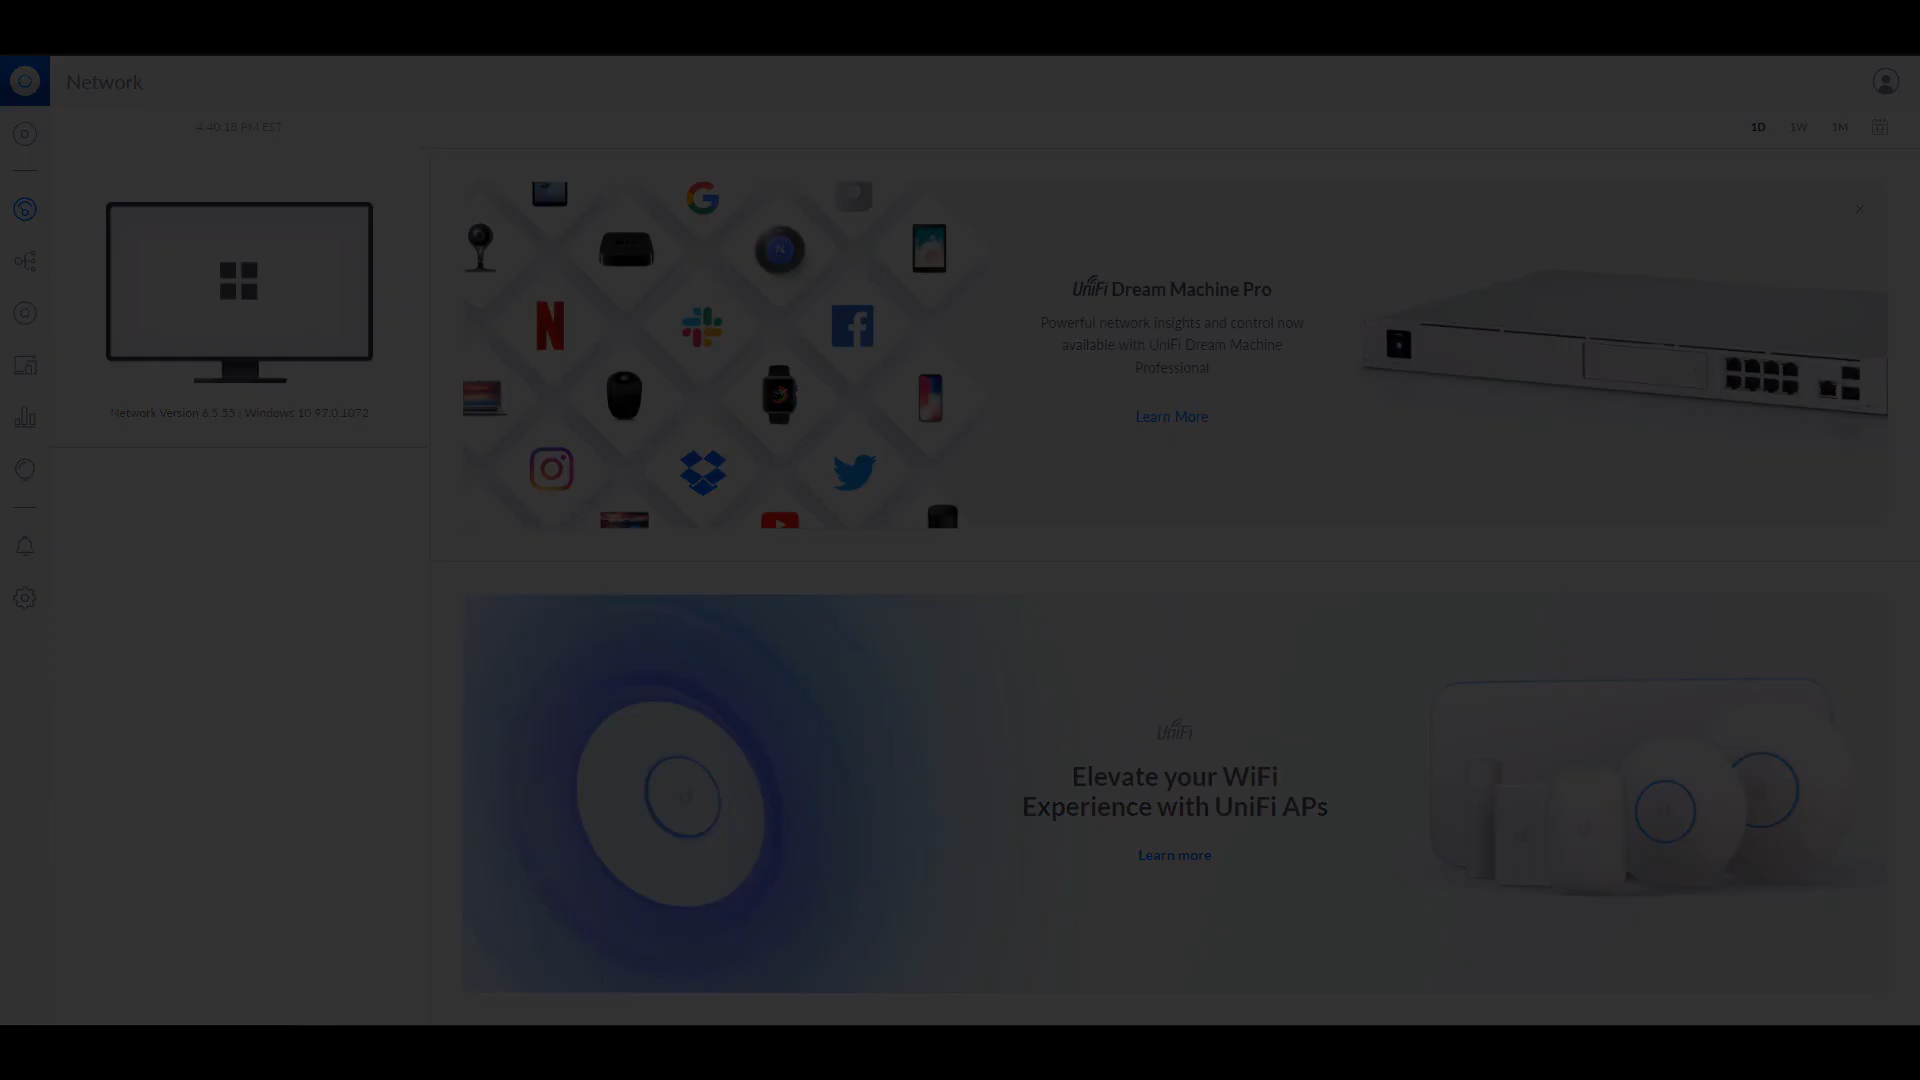 Network
4:40:18 PM EST
1D
1W
1M
D
UniFi Dream Machine Pro
Powerful network insights and control now
available with UniFi Dream Machine
Professional
Learn More
Network Version 6.5.55 | Windows 10.97.0.1072
UniFi
Elevate your WiFi
Experience with UniFi APs
Learn more